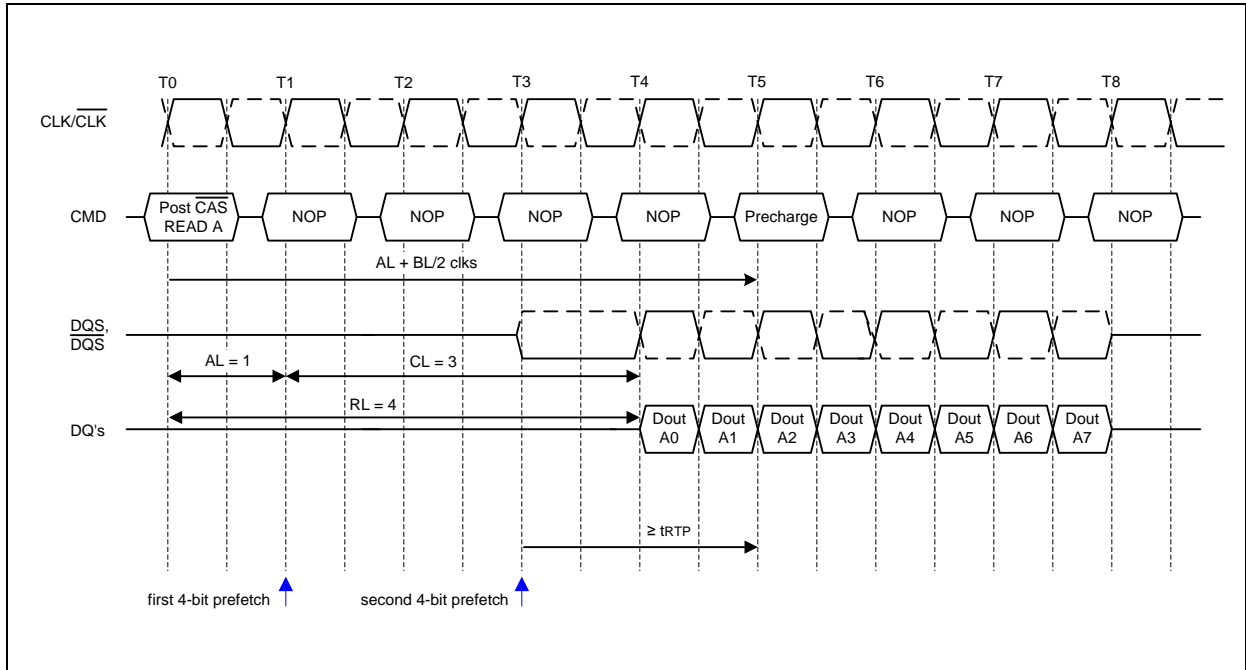 T0 T1 T2 T3 T4 T5 T6 T7 T8
CLK/CLK
CMD
Post CAS
READ A
NOP NOP NOP NOP Precharge NOP NOP NOP
AL + BL/2 clks
DQS,
DQS
AL = 1
CL = 3
RL = 4
DQ's
Dout Dout Dout Dout Dout Dout Dout Dout
A0 A1 A2 A3 A4 A5 A6 A7
≥ tRTP
first 4-bit prefetch
second 4-bit prefetch